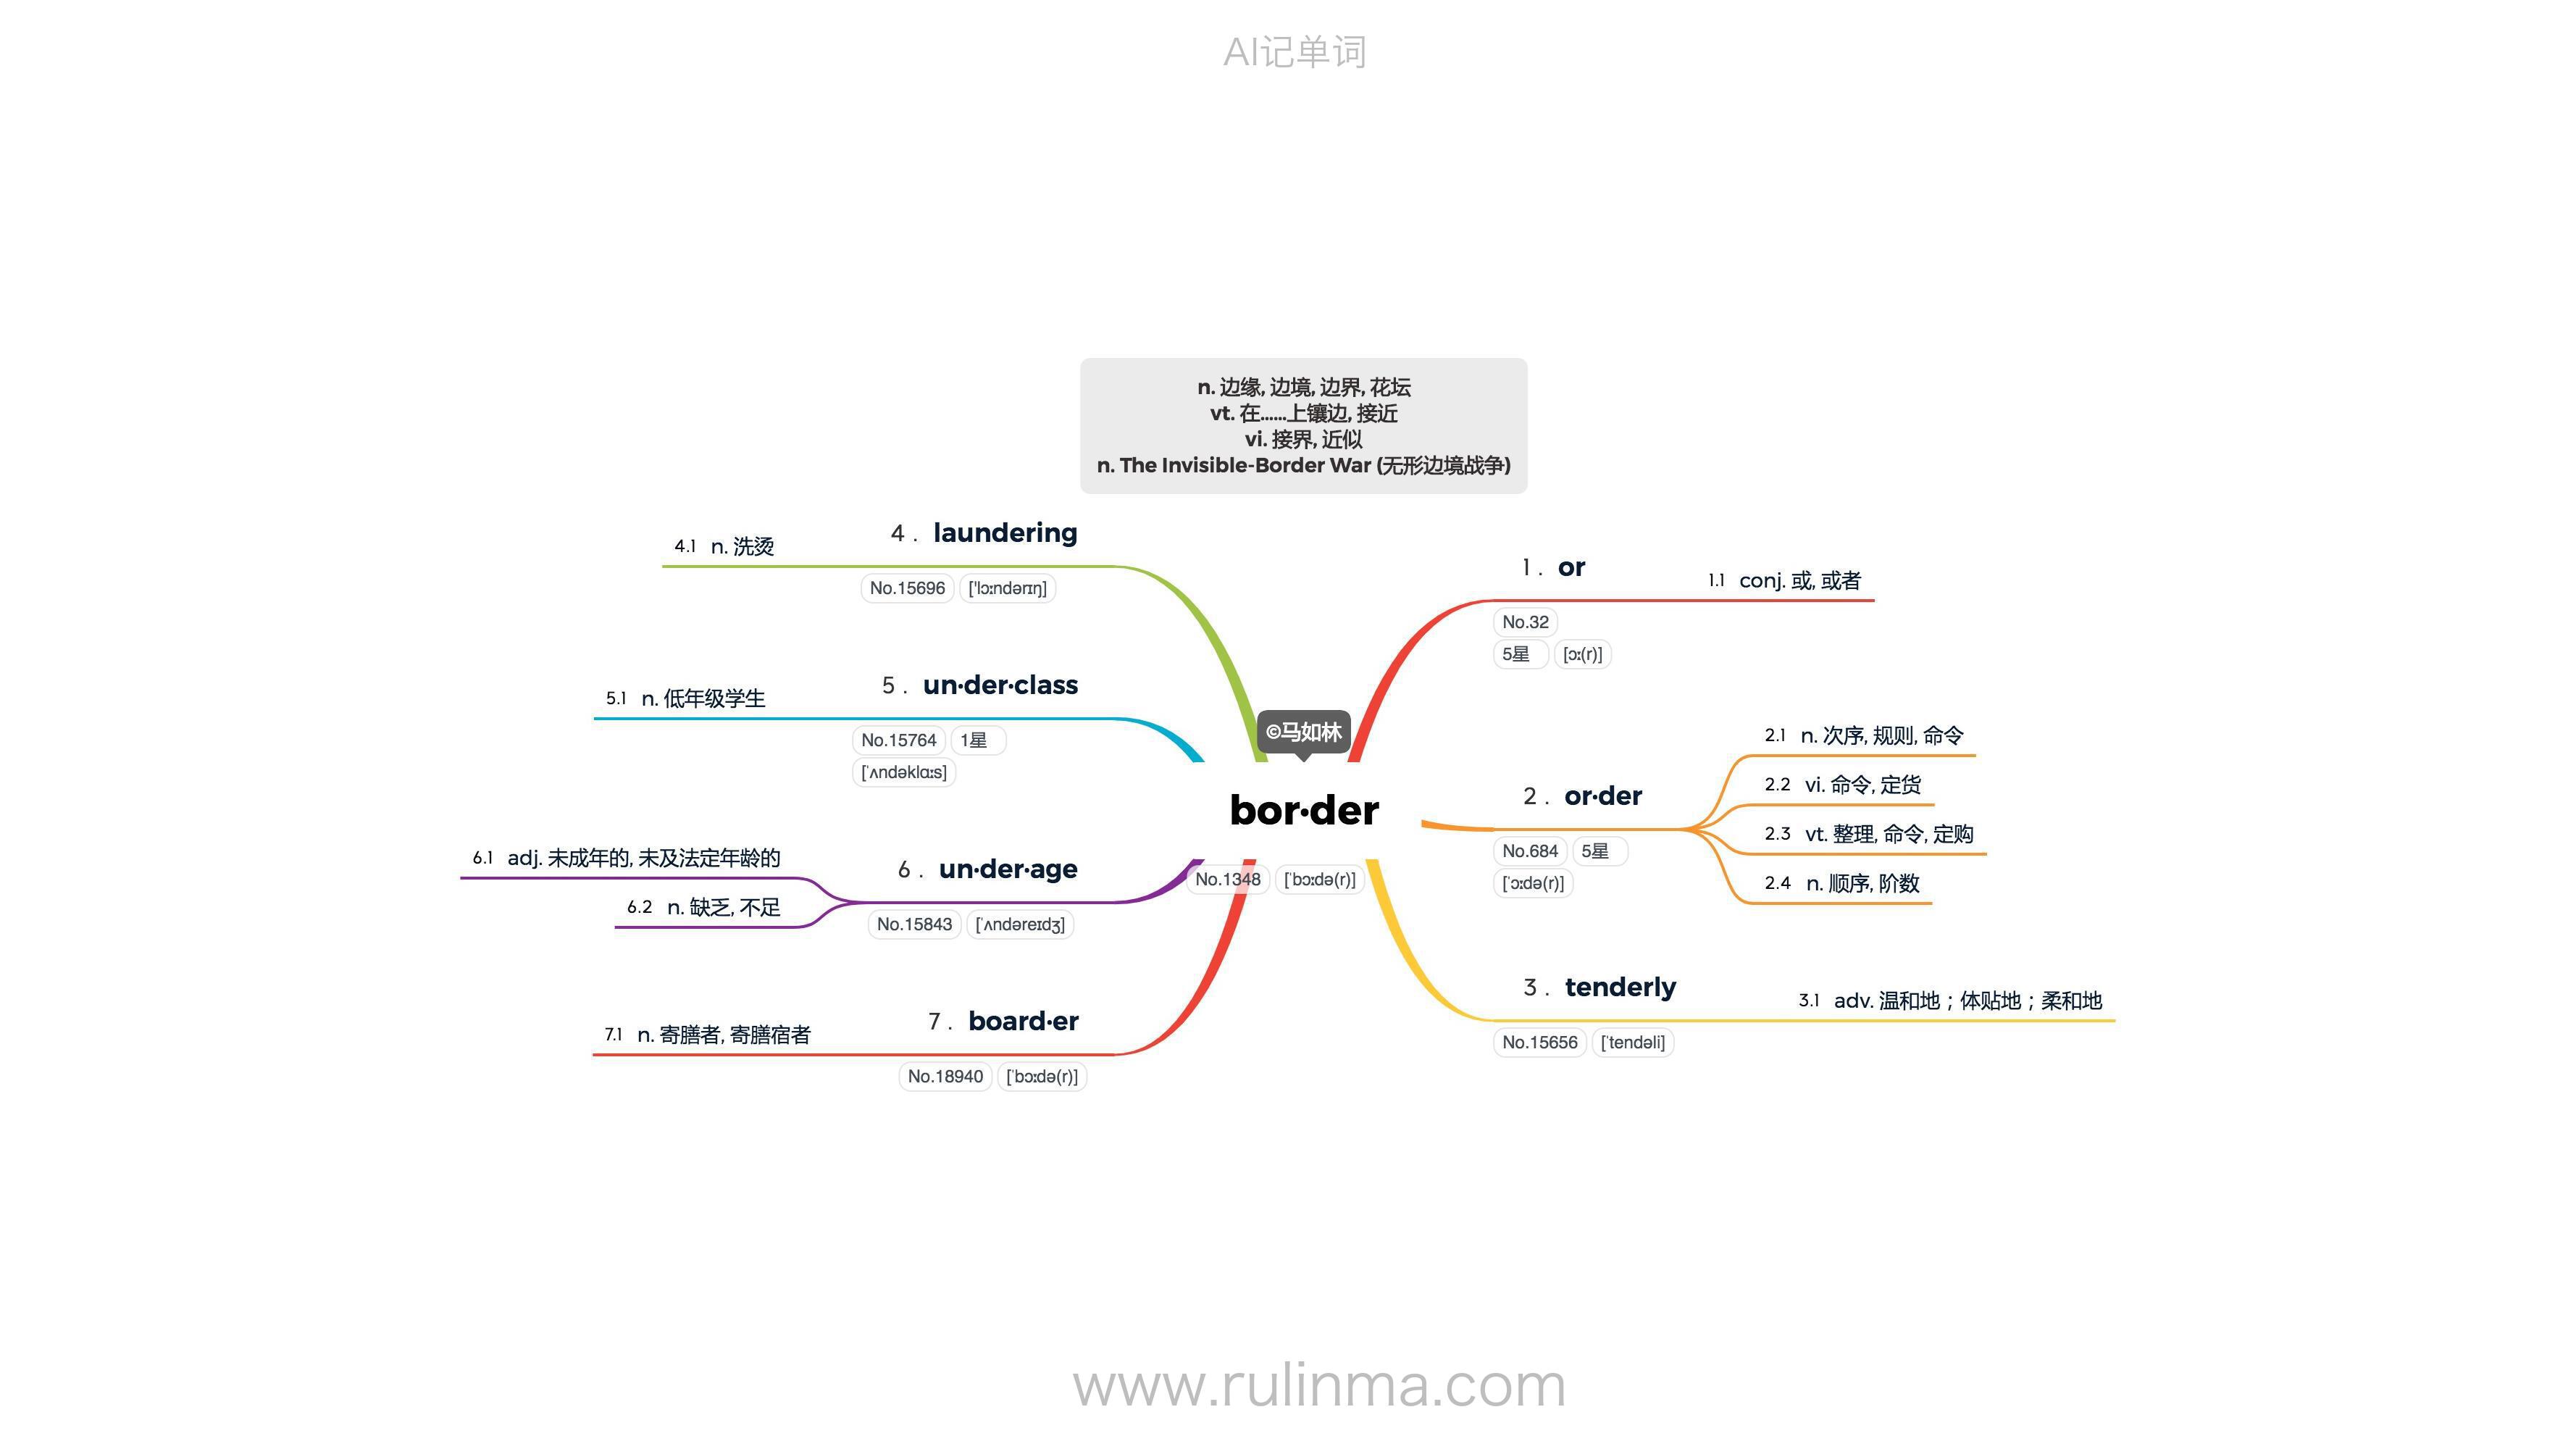 AI记单词
n. 边缘, 边境, 边界, 花坛
vt. 在......上镶边, 接近
vi. 接界, 近似
n. The Invisible-Border War (无形边境战争)
©马如林
bor·der
No.1348 [ˈbɔːdə(r)]
1 . or
No.32
5星 [ɔː(r)]
1.1 conj. 或, 或者
2 . or·der
No.684 5星
[ˈɔːdə(r)]
2.1 n. 次序, 规则, 命令
2.2 vi. 命令, 定货
2.3 vt. 整理, 命令, 定购
2.4 n. 顺序, 阶数
3 . tenderly
No.15656 [ˈtendəli]
3.1 adv. 温和地；体贴地；柔和地
4 . laundering
No.15696 ['lɔːndərɪŋ]
4.1 n. 洗烫
5 . un·der·class
No.15764 1星
[ˈʌndəklɑːs]
5.1 n. 低年级学生
6 . un·der·age
No.15843 [ˈʌndəreɪdʒ]
6.1 adj. 未成年的, 未及法定年龄的
6.2 n. 缺乏, 不足
7 . board·er
No.18940 [ˈbɔːdə(r)]
7.1 n. 寄膳者, 寄膳宿者
www.rulinma.com